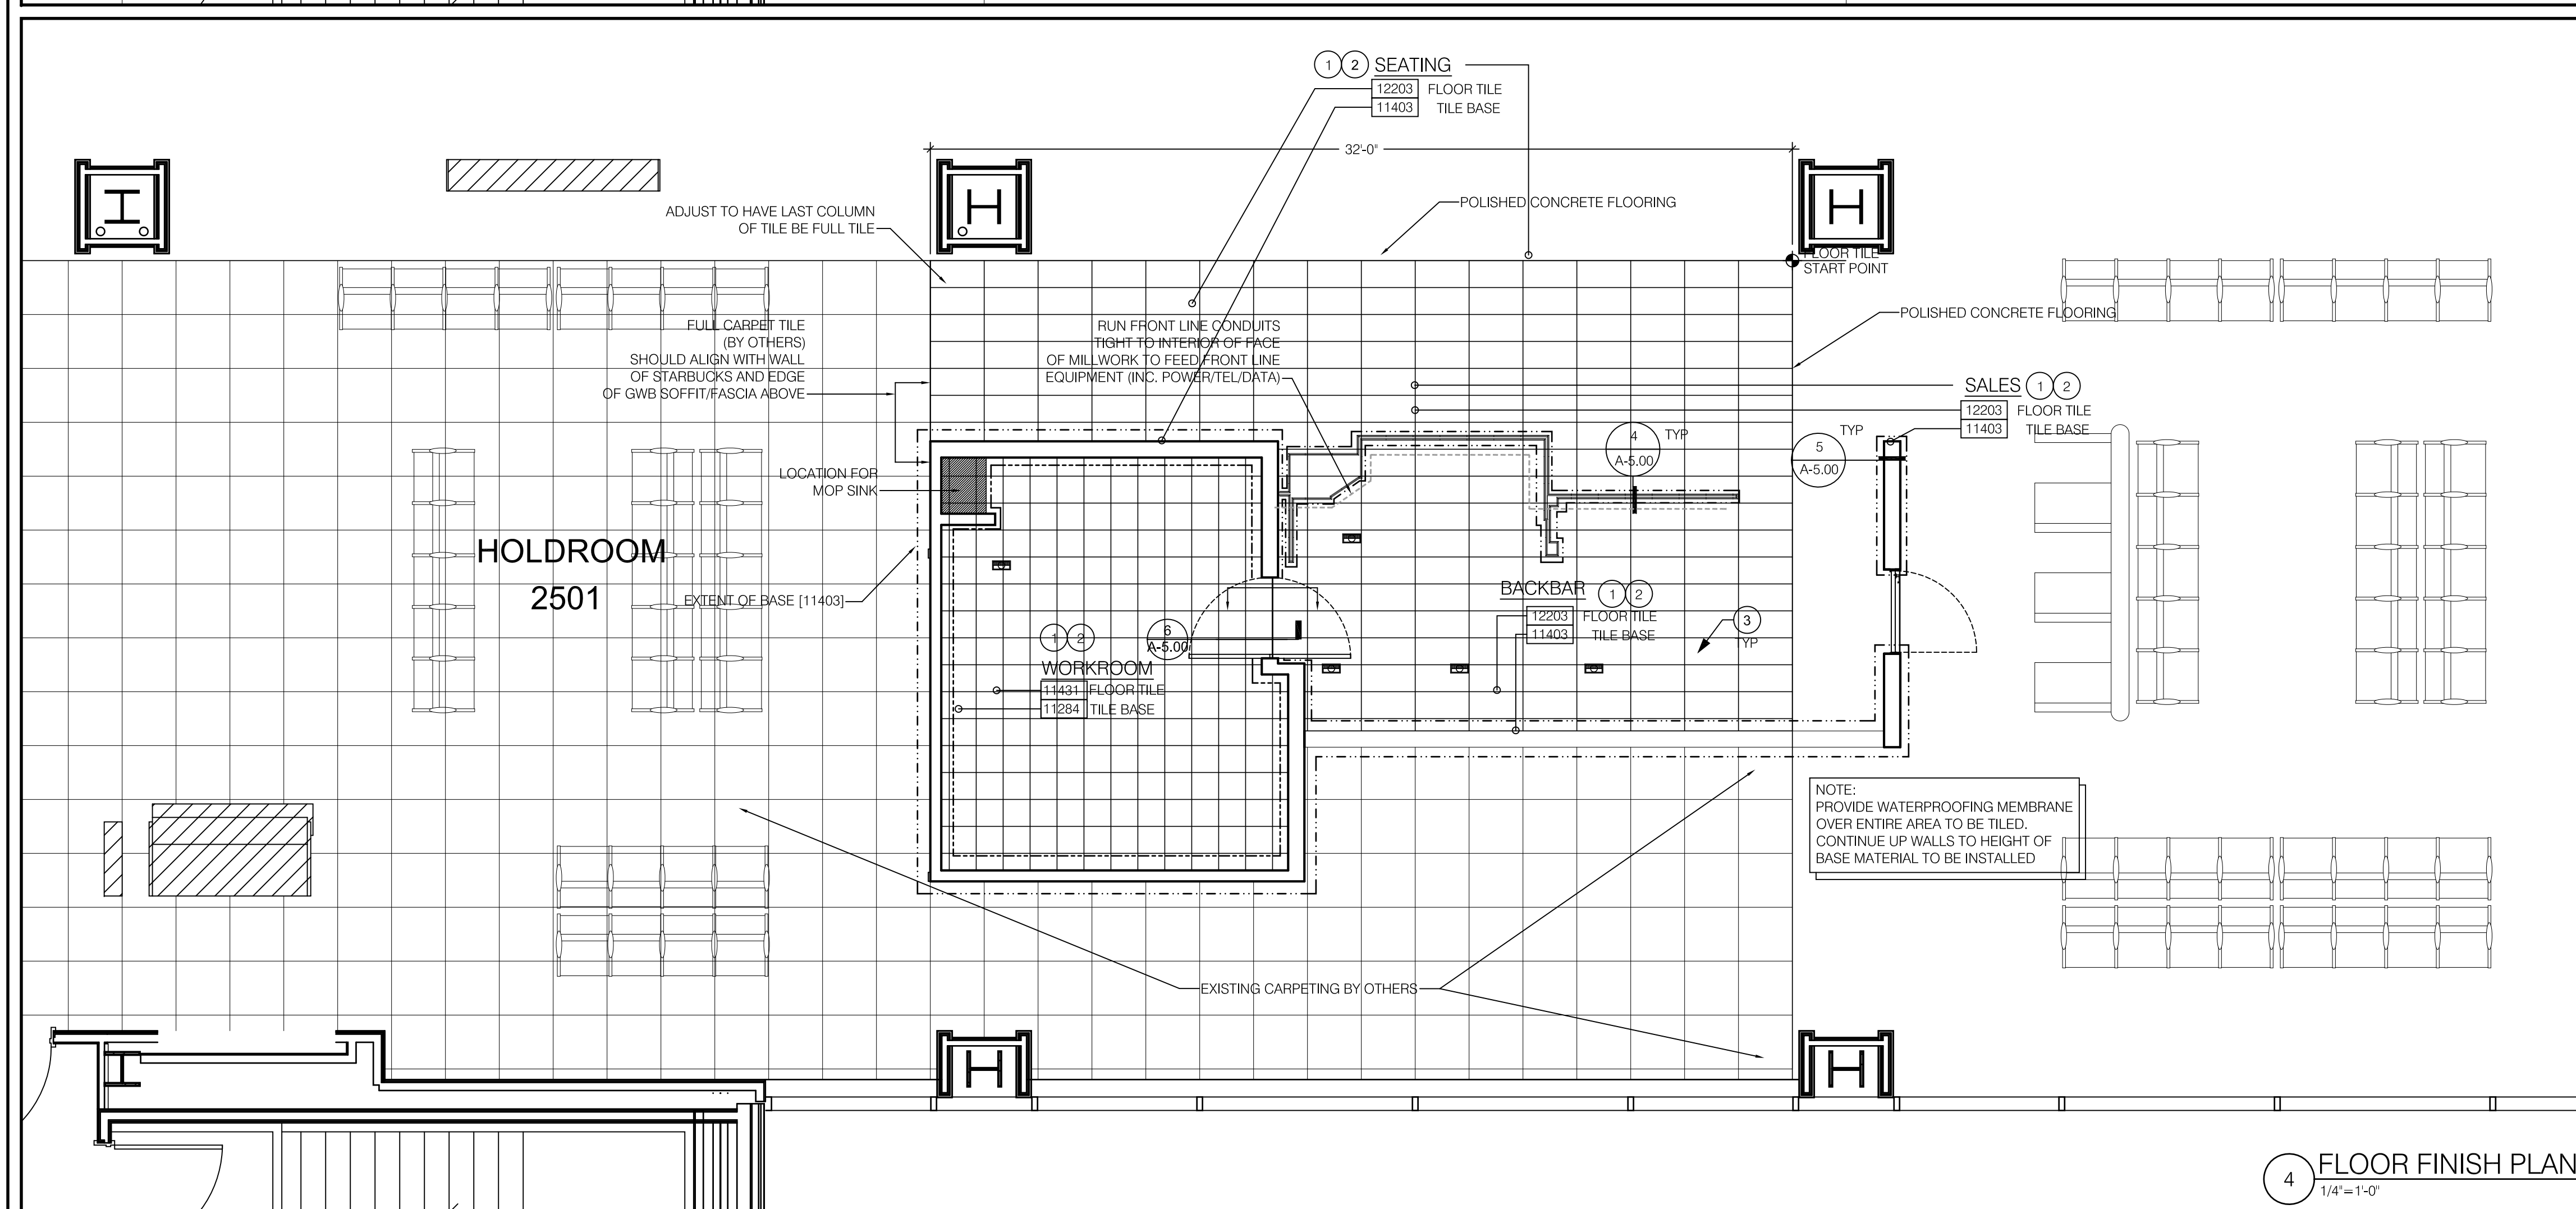 1 2 SEATING
12203 FLOOR TILE
11403 TILE BASE
32'-0"
ADJUST TO HAVE LAST COLUMN
OF TILE BE FULL TILE
POLISHED CONCRETE FLOORING
FLOOR TILE
START POINT
POLISHED CONCRETE FLOORING
FULL CARPET TILE
(BY OTHERS)
SHOULD ALIGN WITH WALL
OF STARBUCKS AND EDGE
OF GWB SOFFIT/FASCIA ABOVE
RUN FRONT LINE CONDUITS
TIGHT TO INTERIOR OF FACE
OF MILLWORK TO FEED FRONT LINE
EQUIPMENT (INC. POWER/TEL/DATA)
SALES 1 2
12203 FLOOR TILE
11403 TILE BASE
4
A-5.00
TYP
5
A-5.00
TYP
LOCATION FOR
MOP SINK
HOLDROOM
2501
EXTENT OF BASE [11403]
BACKBAR 1 2
12203 FLOOR TILE
11403 TILE BASE
3
TYP
1 2
WORKROOM
11431 FLOOR TILE
11284 TILE BASE
6
A-5.00
NOTE:
PROVIDE WATERPROOFING MEMBRANE
OVER ENTIRE AREA TO BE TILED.
CONTINUE UP WALLS TO HEIGHT OF
BASE MATERIAL TO BE INSTALLED
EXISTING CARPETING BY OTHERS
4 FLOOR FINISH PLAN
1/4"=1'-0"